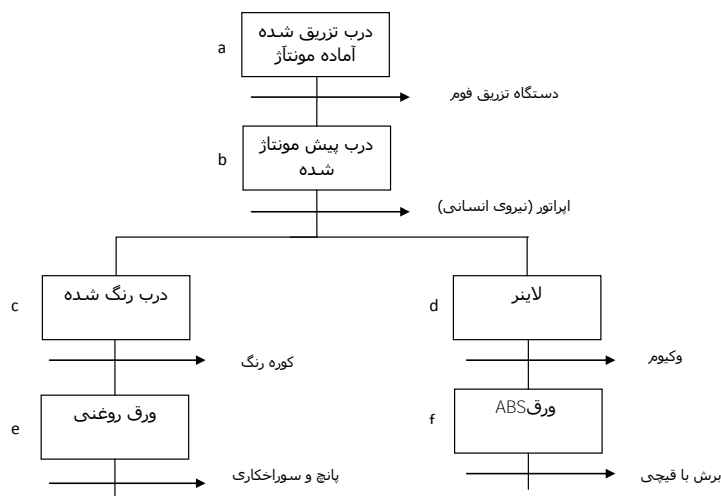 درب تزریق شده
آماده مونتاژ
a
دستگاه تزریق فوم
درب پیش مونتاژ
شده
b
اپراتور (نیروی انسانی)
درب رنگ شده
c
لاینر
d
کوره رنگ
وکیوم
ورق روغنی
e
ورقABS
f
پانچ و سوراخکاری
برش با قیچی